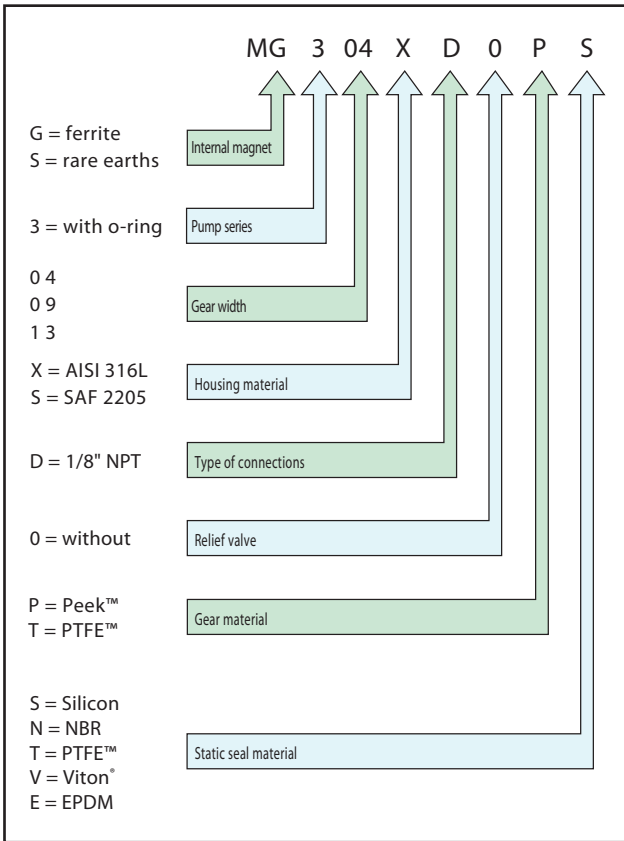 MG 3 04 X D 0 P S
G = ferrite
S = rare earths
Internal magnet
3 = with o-ring
Pump series
0 4
0 9
1 3
Gear width
X = AISI 316L
S = SAF 2205
Housing material
D = 1/8" NPT
Type of connections
0 = without
Relief valve
P = Peek™
T = PTFE™
Gear material
S = Silicon
N = NBR
T = PTFE™
V = Viton®
E = EPDM
Static seal material